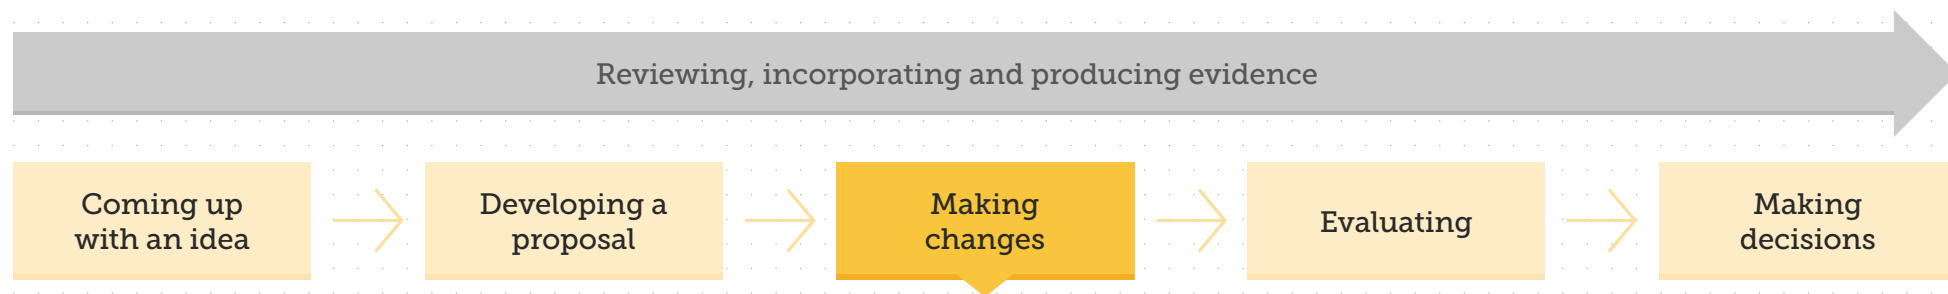 Reviewing, incorporating and producing evidence
Coming up
with an idea
Developing a
proposal
Making
changes
Evaluating
Making
decisions